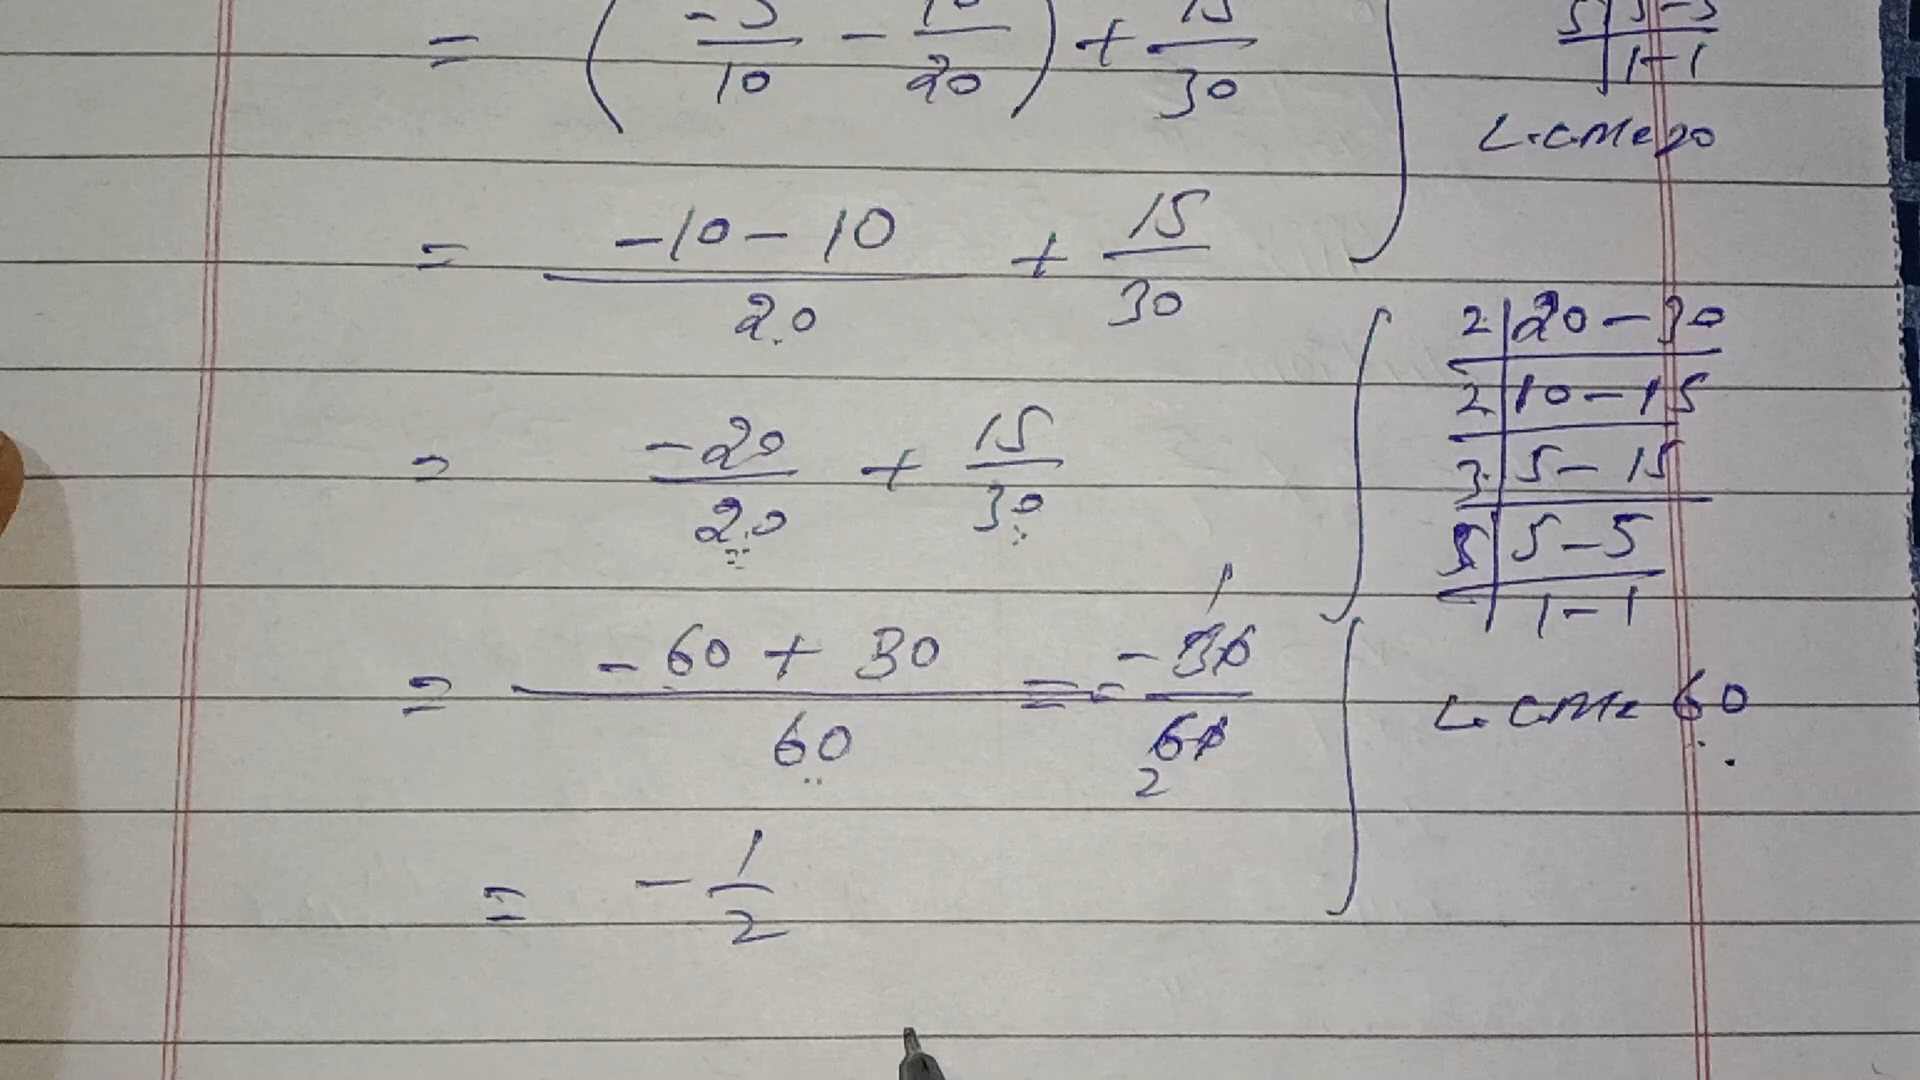 = ( -5/10 - 10/20 ) + 15/30
5 | 5-5
1-1
L.C.M = 20
= -10 - 10 / 20 + 15/30
= -20/20 + 15/30
2 | 20 - 30
2 | 10 - 15
3 | 5 - 15
5 | 5 - 5
1 - 1
= -60 + 30 / 60 = - -30/60
1
2
L.C.M = 60
= - 1/2